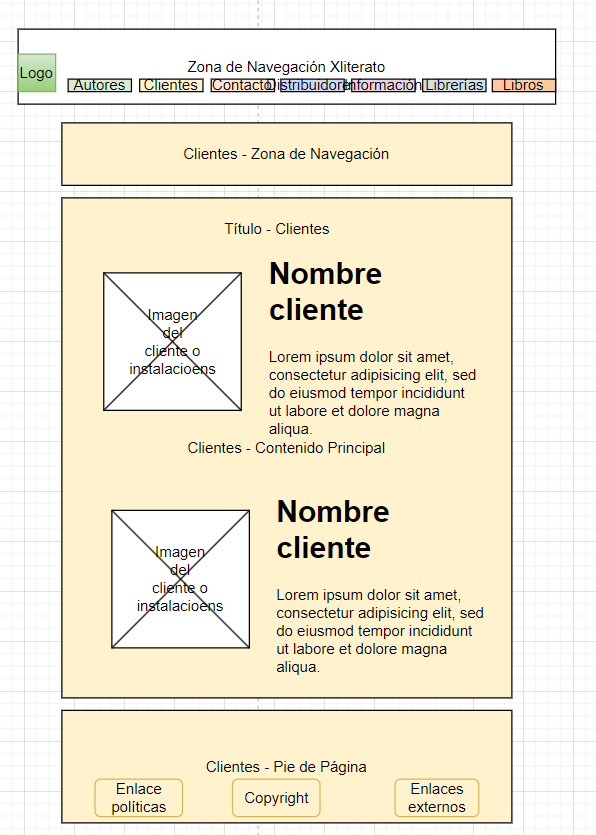 Zona de Navegación Xliterato
Logo
Autores
Clientes
Contacto
Distribuidores
Información
Librerías
Libros
Clientes - Zona de Navegación
Título - Clientes
Imagen
del
cliente o
instalacioens
Nombre
cliente
Lorem ipsum dolor sit amet,
consectetur adipisicing elit, sed
do eiusmod tempor incididunt
ut labore et dolore magna
aliqua.
Clientes - Contenido Principal
Imagen
del
cliente o
instalacioens
Nombre
cliente
Lorem ipsum dolor sit amet,
consectetur adipisicing elit, sed
do eiusmod tempor incididunt
ut labore et dolore magna
aliqua.
Clientes - Pie de Página
Enlace
políticas
Copyright
Enlaces
externos